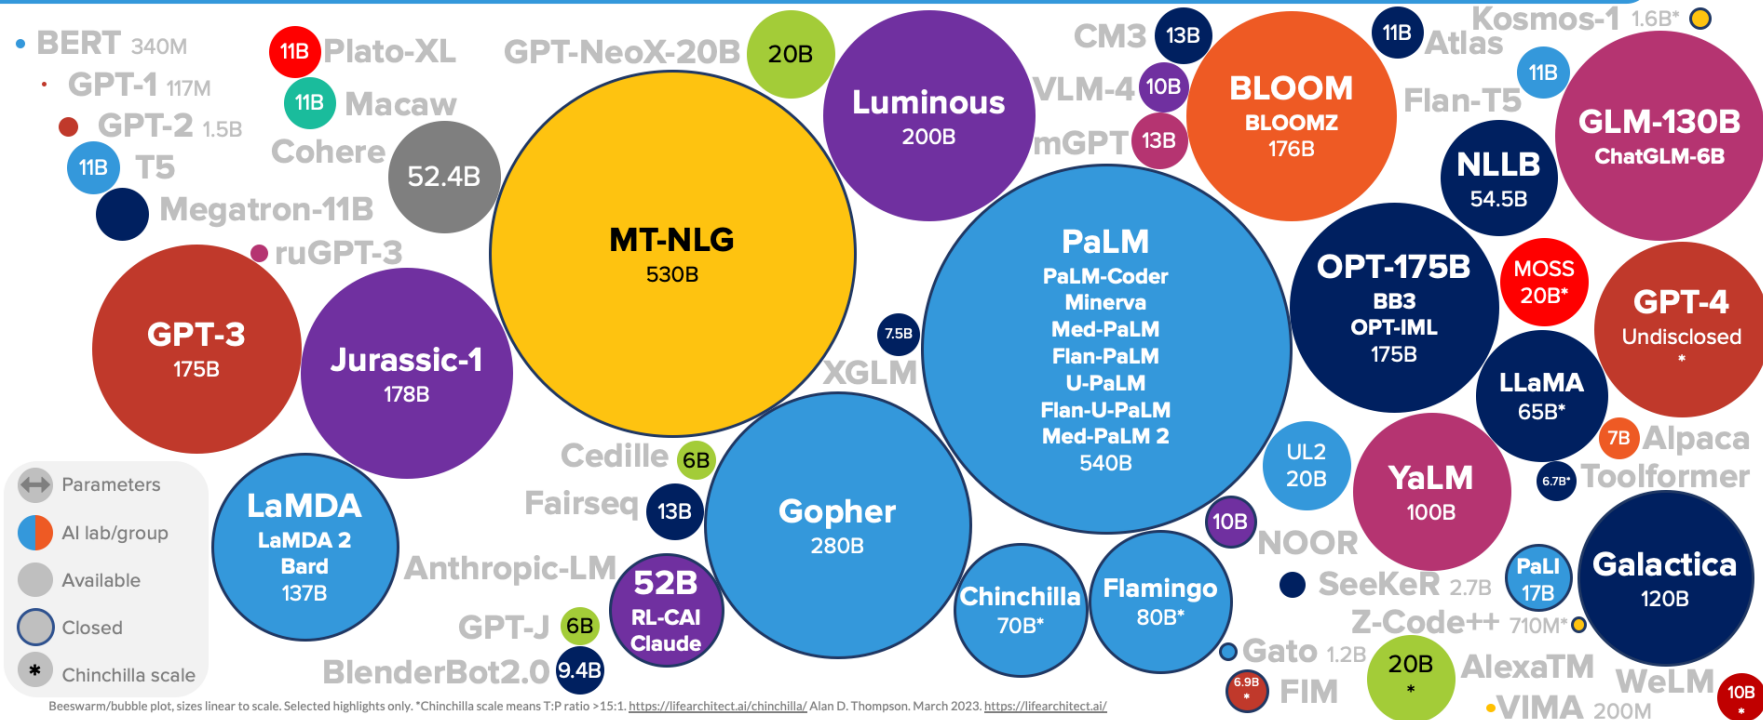 BERT 340M
GPT-1 117M
GPT-2 1.5B
11B T5
Megatron-11B
ruGPT-3
11B Plato-XL
11B Macaw
Cohere
52.4B
GPT-3
175B
Jurassic-1
178B
GPT-NeoX-20B 20B
MT-NLG
530B
Luminous
200B
CM3 13B
VLM-4 10B
mGPT 13B
BLOOM
BLOOMZ
176B
11B Atlas
Kosmos-1 1.6B*
11B
Flan-T5
GLM-130B
ChatGLM-6B
NLLB
54.5B
PaLM
PaLM-Coder
Minerva
Med-PaLM
Flan-PaLM
U-PaLM
Flan-U-PaLM
Med-PaLM 2
540B
7.5B
XGLM
OPT-175B
BB3
OPT-IML
175B
MOSS
20B*
GPT-4
Undisclosed
*
LLaMA
65B*
7B Alpaca
6.7B* Toolformer
UL2
20B
YaLM
100B
Cedille 6B
Fairseq 13B
Gopher
280B
Anthropic-LM
52B
RL-CAI
Claude
GPT-J 6B
BlenderBot2.0 9.4B
LaMDA
LaMDA 2
Bard
137B
Chinchilla
70B*
Flamingo
80B*
10B
NOOR
SeeKeR 2.7B
PaLI
17B
Galactica
120B
Z-Code++ 710M*
Gato 1.2B
6.9B
*
FIM
20B
*
AlexaTM
VIMA 200M
WeLM
10B
*
Parameters
AI lab/group
Available
Closed
* Chinchilla scale
Beeswarm/bubble plot, sizes linear to scale. Selected highlights only. *Chinchilla scale means T:P ratio >15:1. https://lifearchitect.ai/chinchilla/ Alan D. Thompson. March 2023. https://lifearchitect.ai/